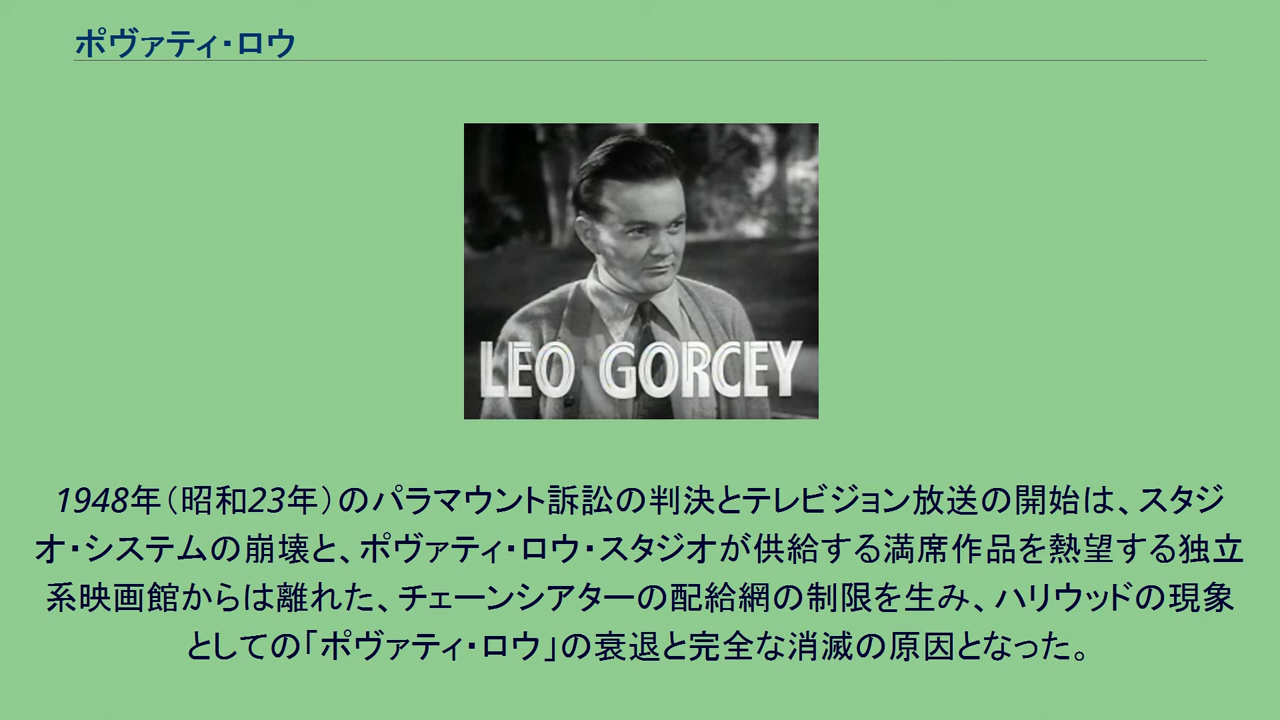 ポヴァティ・ロウ
LEO GORCEY
1948年（昭和23年）のパラマウント訴訟の判決とテレビジョン放送の開始は、スタジ
オ・システムの崩壊と、ポヴァティ・ロウ・スタジオが供給する満席作品を熱望する独立
系映画館からは離れた、チェーンシアターの配給網の制限を生み、ハリウッドの現象
としての「ポヴァティ・ロウ」の衰退と完全な消滅の原因となった。